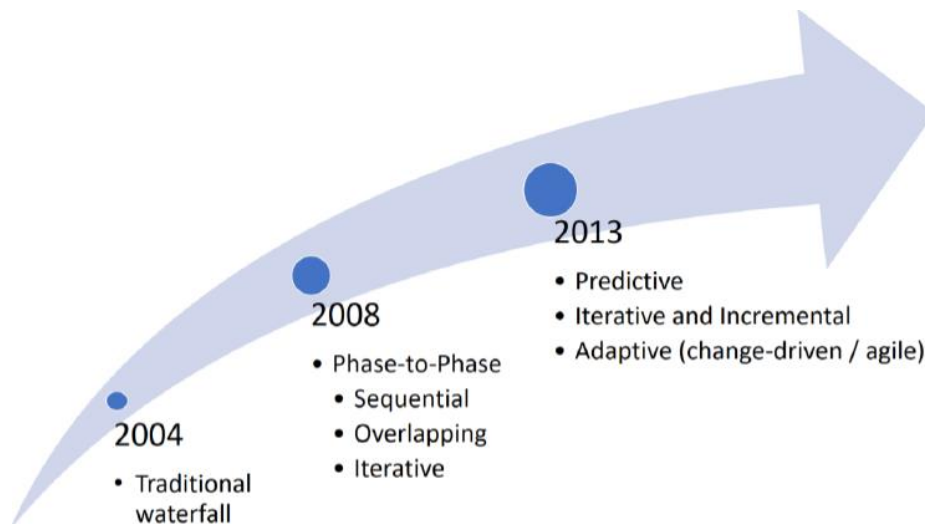 2004
• Traditional
waterfall
2008
• Phase-to-Phase
• Sequential
• Overlapping
• Iterative
2013
• Predictive
• Iterative and Incremental
• Adaptive (change-driven / agile)